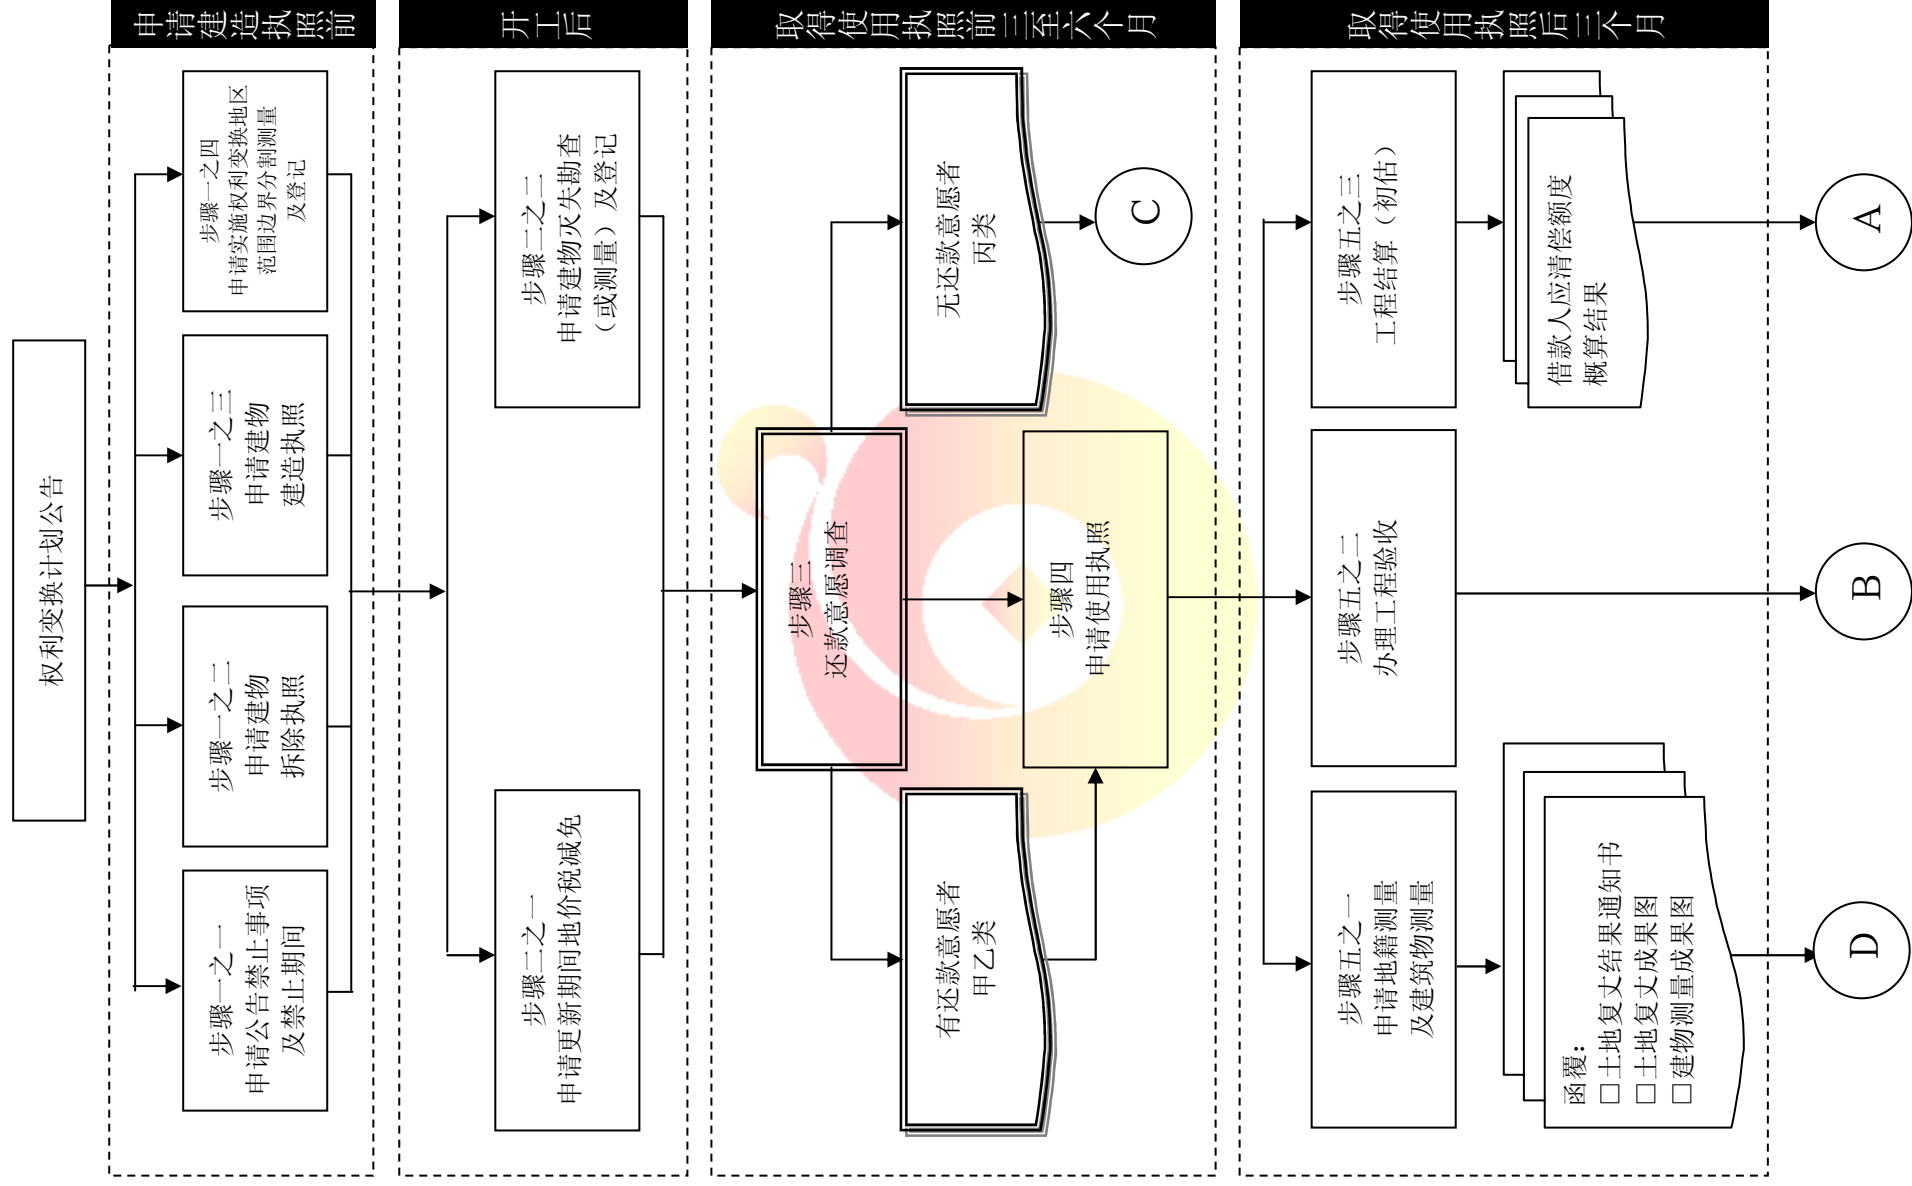 权利变换计划公告
申请建造执照前
步骤一之一
申请公告禁止事项
及禁止期间
步骤一之二
申请建物
拆除执照
步骤一之三
申请建物
建造执照
步骤一之四
申请实施权利变换地区
范围边界分割测量
及登记
开工后
步骤二之一
申请更新期间地价税减免
步骤二之二
申请建物灭失勘查
（或测量）及登记
取得使用执照前三至六个月
步骤三
还款意愿调查
有还款意愿者
甲乙类
无还款意愿者
丙类
步骤四
申请使用执照
C
取得使用执照后三个月
步骤五之一
申请地籍测量
及建筑物测量
步骤五之二
办理工程验收
步骤五之三
工程结算（初估）
函覆：
□土地复丈结果通知书
□土地复丈成果图
□建物测量成果图
借款人应清偿额度
概算结果
D
B
A